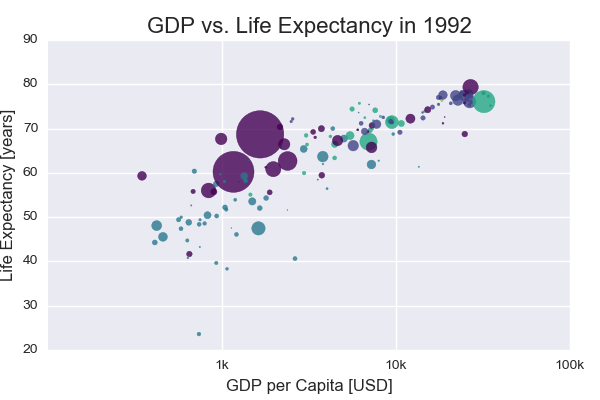 GDP vs. Life Expectancy in 1992
Life Expectancy [years]
90
80
70
60
50
40
30
20
1k
10k
100k
GDP per Capita [USD]